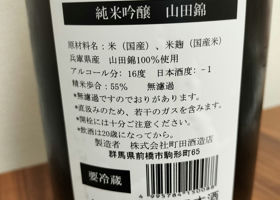 純米吟醸 山田錦
原材料名:米(国産)、米麹(国産米)
兵庫県産 山田錦100%使用
アルコール分:16度 日本酒度:-1
精米歩合:55% 無濾過
*無濾過ですのでおりがあります。
*直汲みのため、若干のガスを含みます。
*開栓には十分ご注意ください。
*飲酒は20歳になってから。
製造者 株式会社町田酒造店
群馬県前橋市駒形町65
要冷蔵
本酒